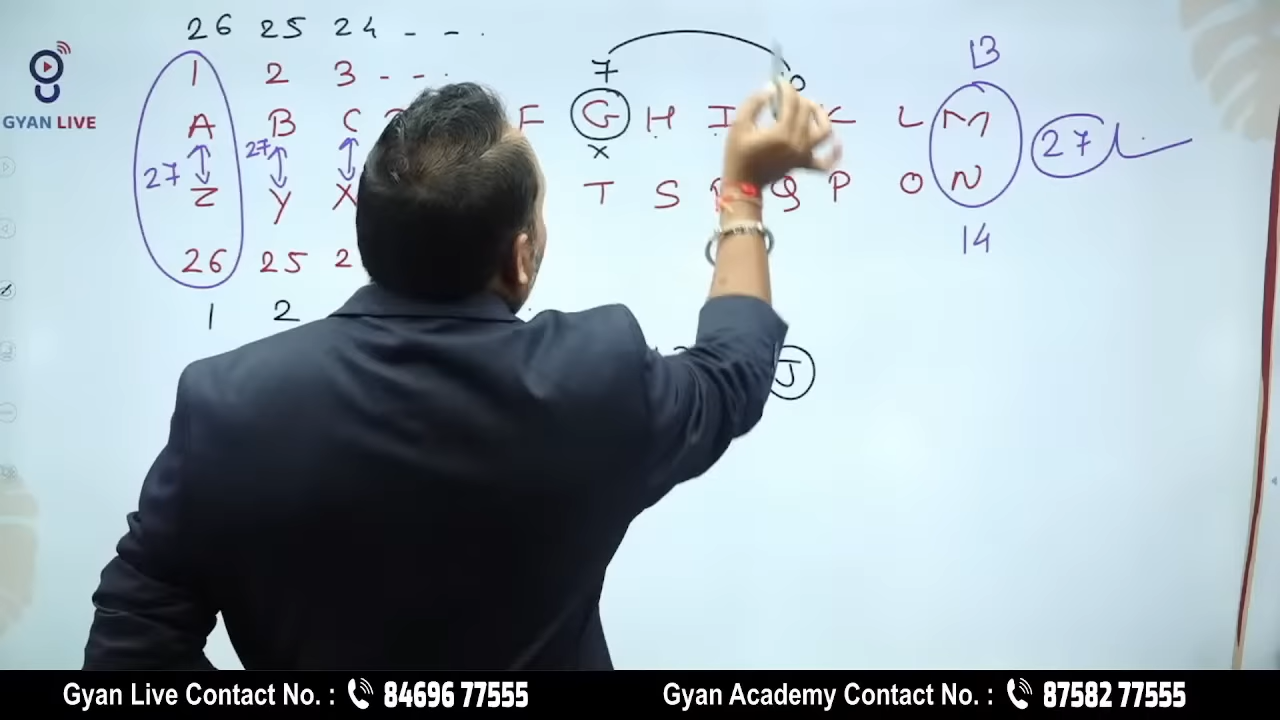 26 25 24 - - .
1 2 3 - - . 7 13
GYAN LIVE
A B C F G H I L M 27
27 27 x
Z Y X T S Q P O N
26 25 2 14
1 2
J
Gyan Live Contact No. : 84696 77555 Gyan Academy Contact No. : 87582 77555